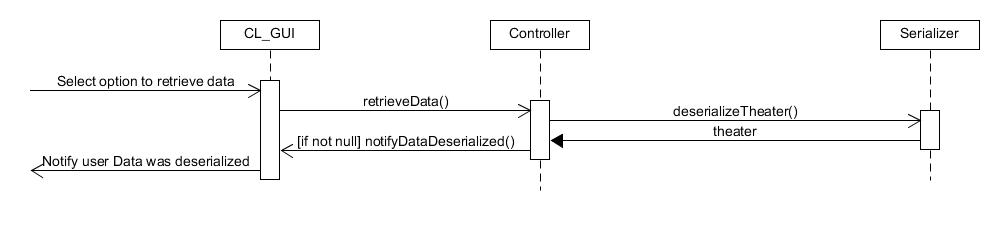 CL_GUI
Controller
Serializer
Select option to retrieve data
retrieveData()
deserializeTheater()
theater
[if not null] notifyDataDeserialized()
Notify user Data was deserialized